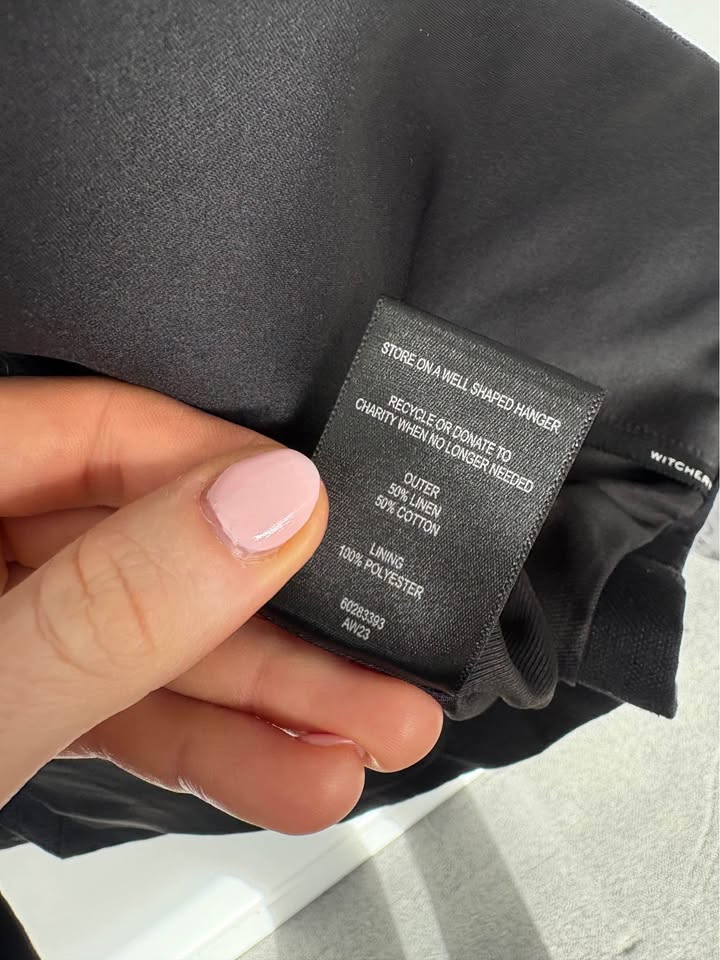 STORE ON A WELL SHAPED HANGER
RECYCLE OR DONATE TO
CHARITY WHEN NO LONGER NEEDED
OUTER
50% LINEN
50% COTTON
LINING
100% POLYESTER
60283393
AW23
WITCHER